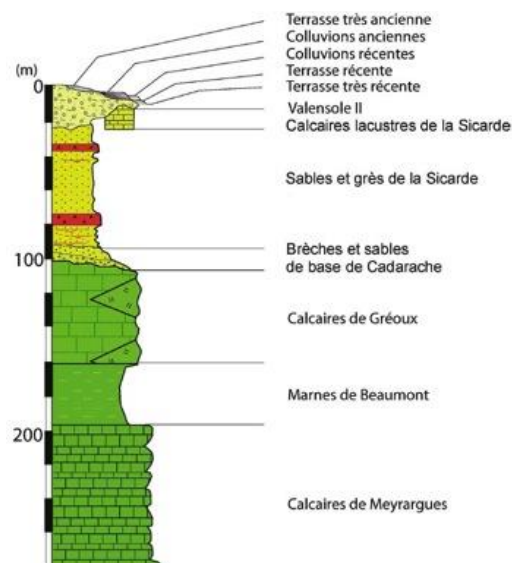 Terrasse très ancienne
Colluvions anciennes
Colluvions récentes
Terrasse récente
Terrasse très récente
(m)
0
Valensole II
Calcaires lacustres de la Sicarde
Sables et grès de la Sicarde
Brèches et sables
de base de Cadarache
100
Calcaires de Gréoux
Marnes de Beaumont
200
Calcaires de Meyrargues